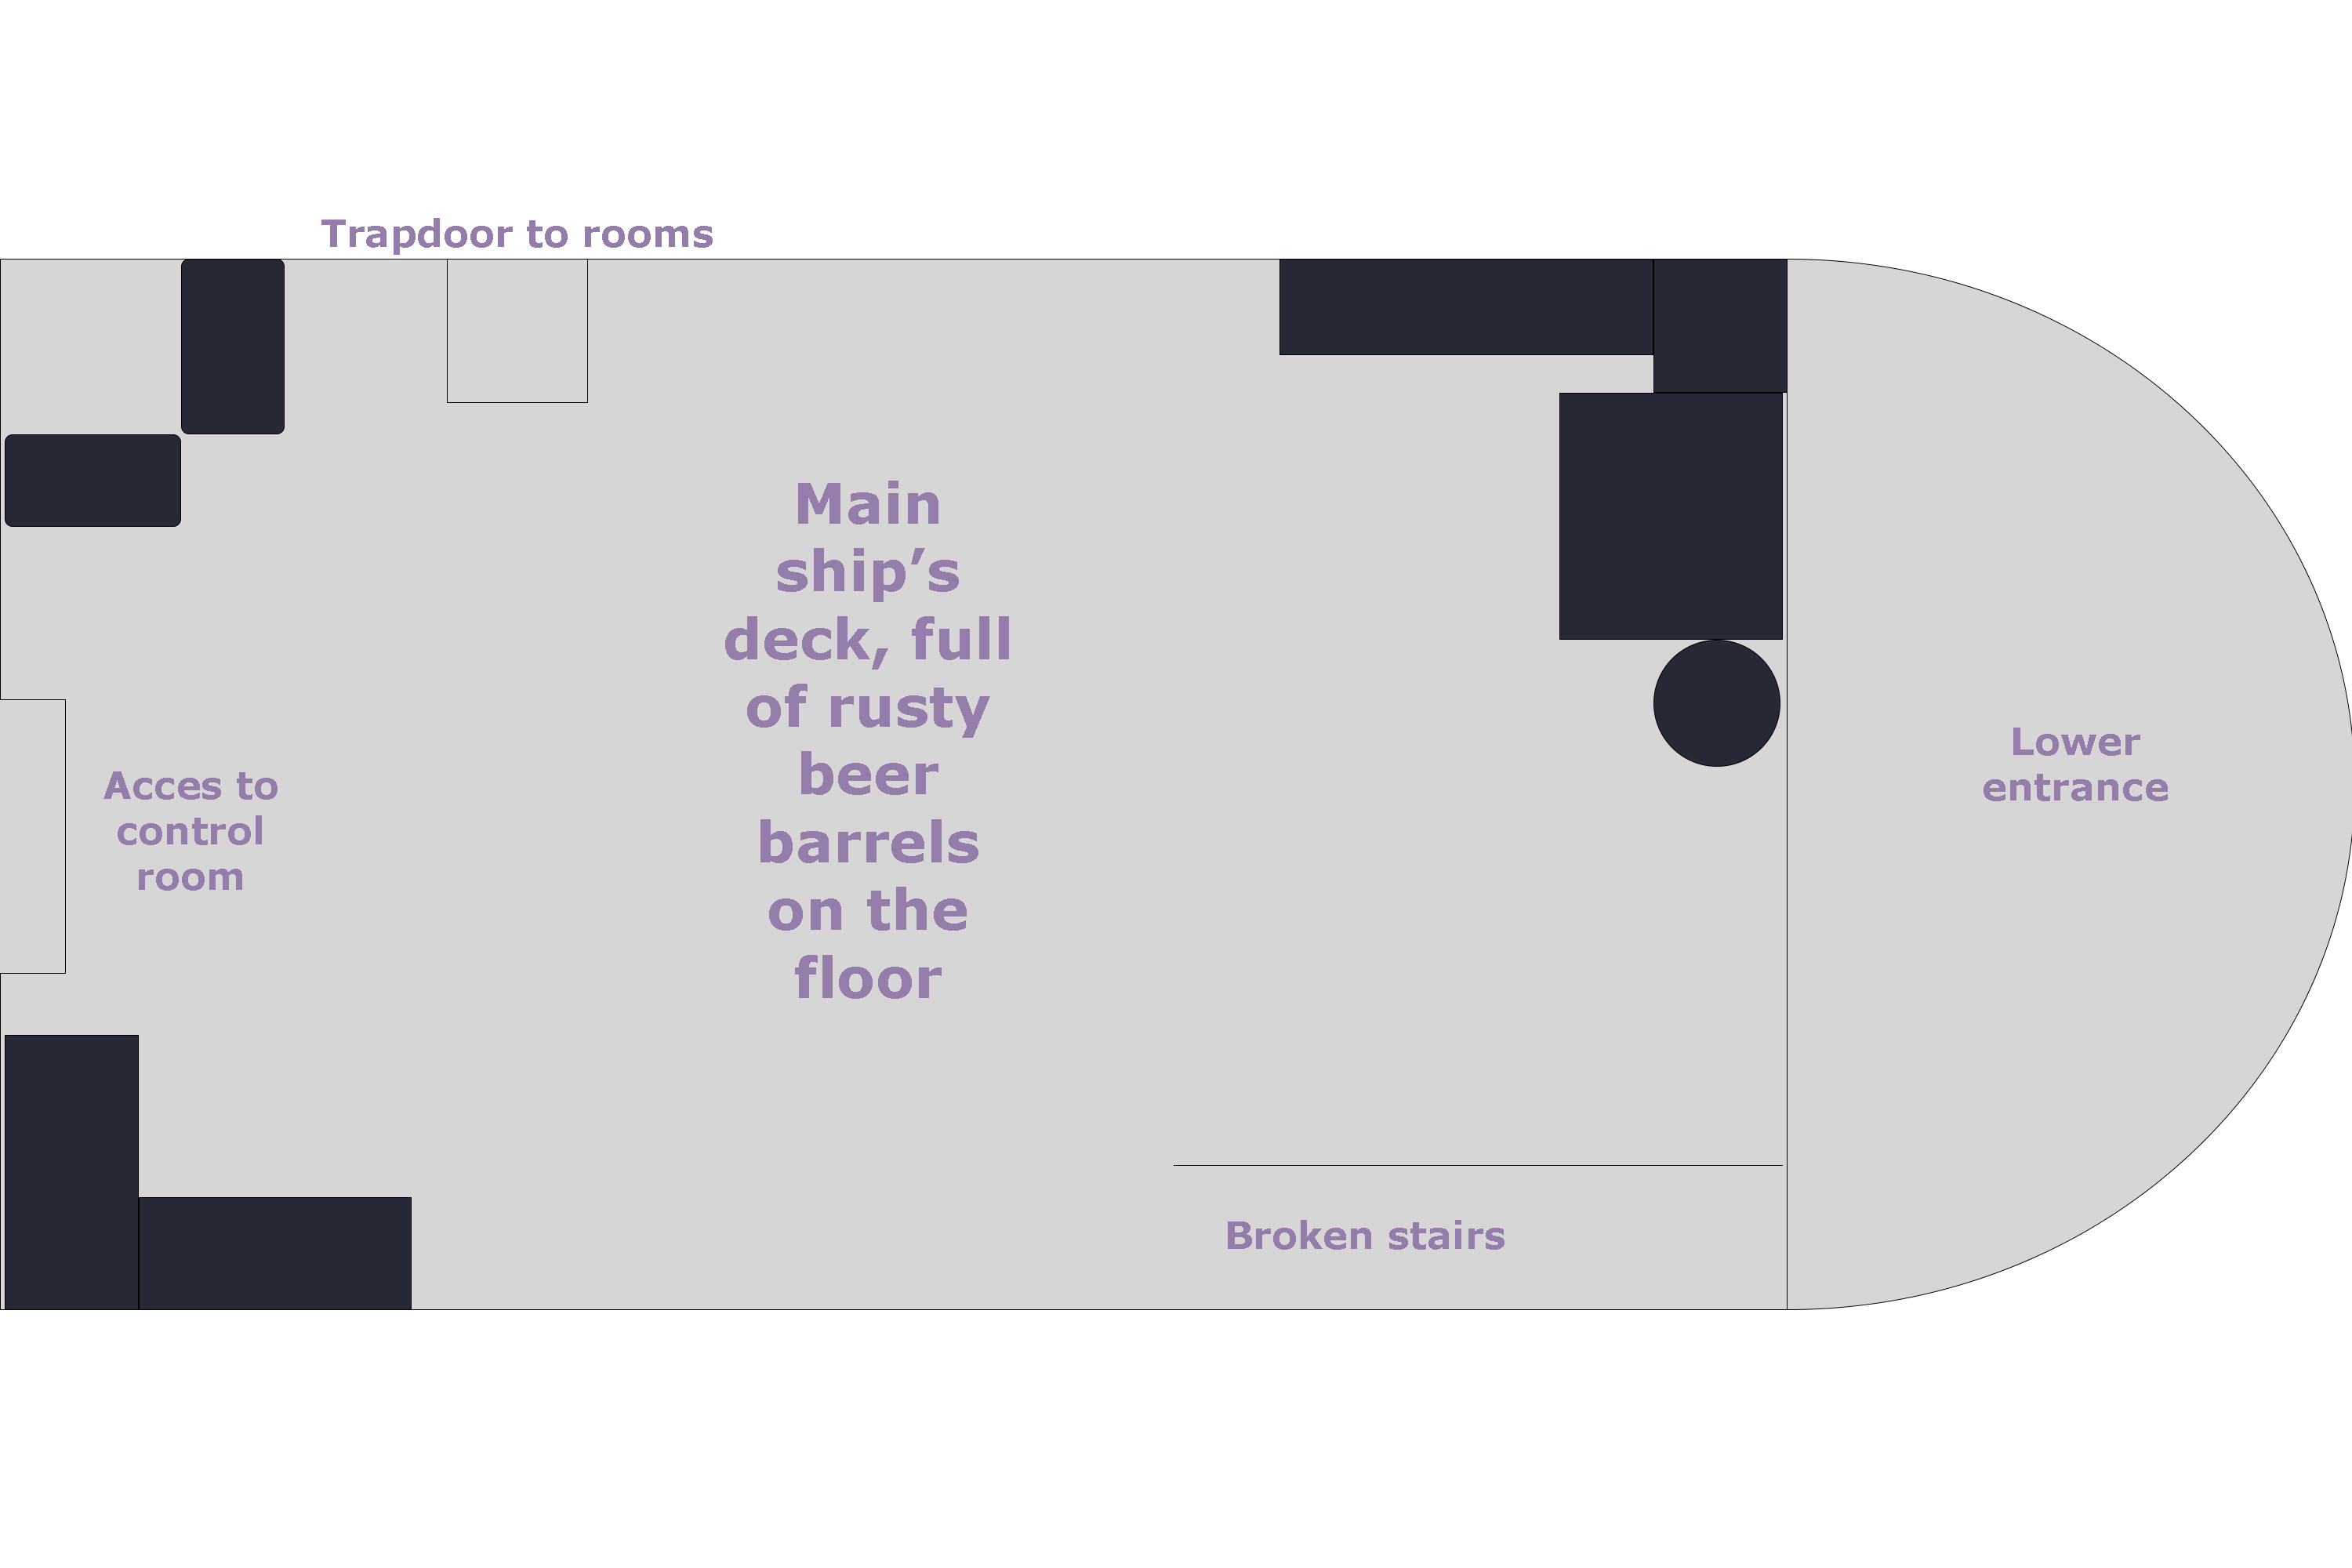 Trapdoor to rooms
Main
ship’s
deck, full
of rusty
beer
barrels
on the
floor
Acces to
control
room
Lower
entrance
Broken stairs